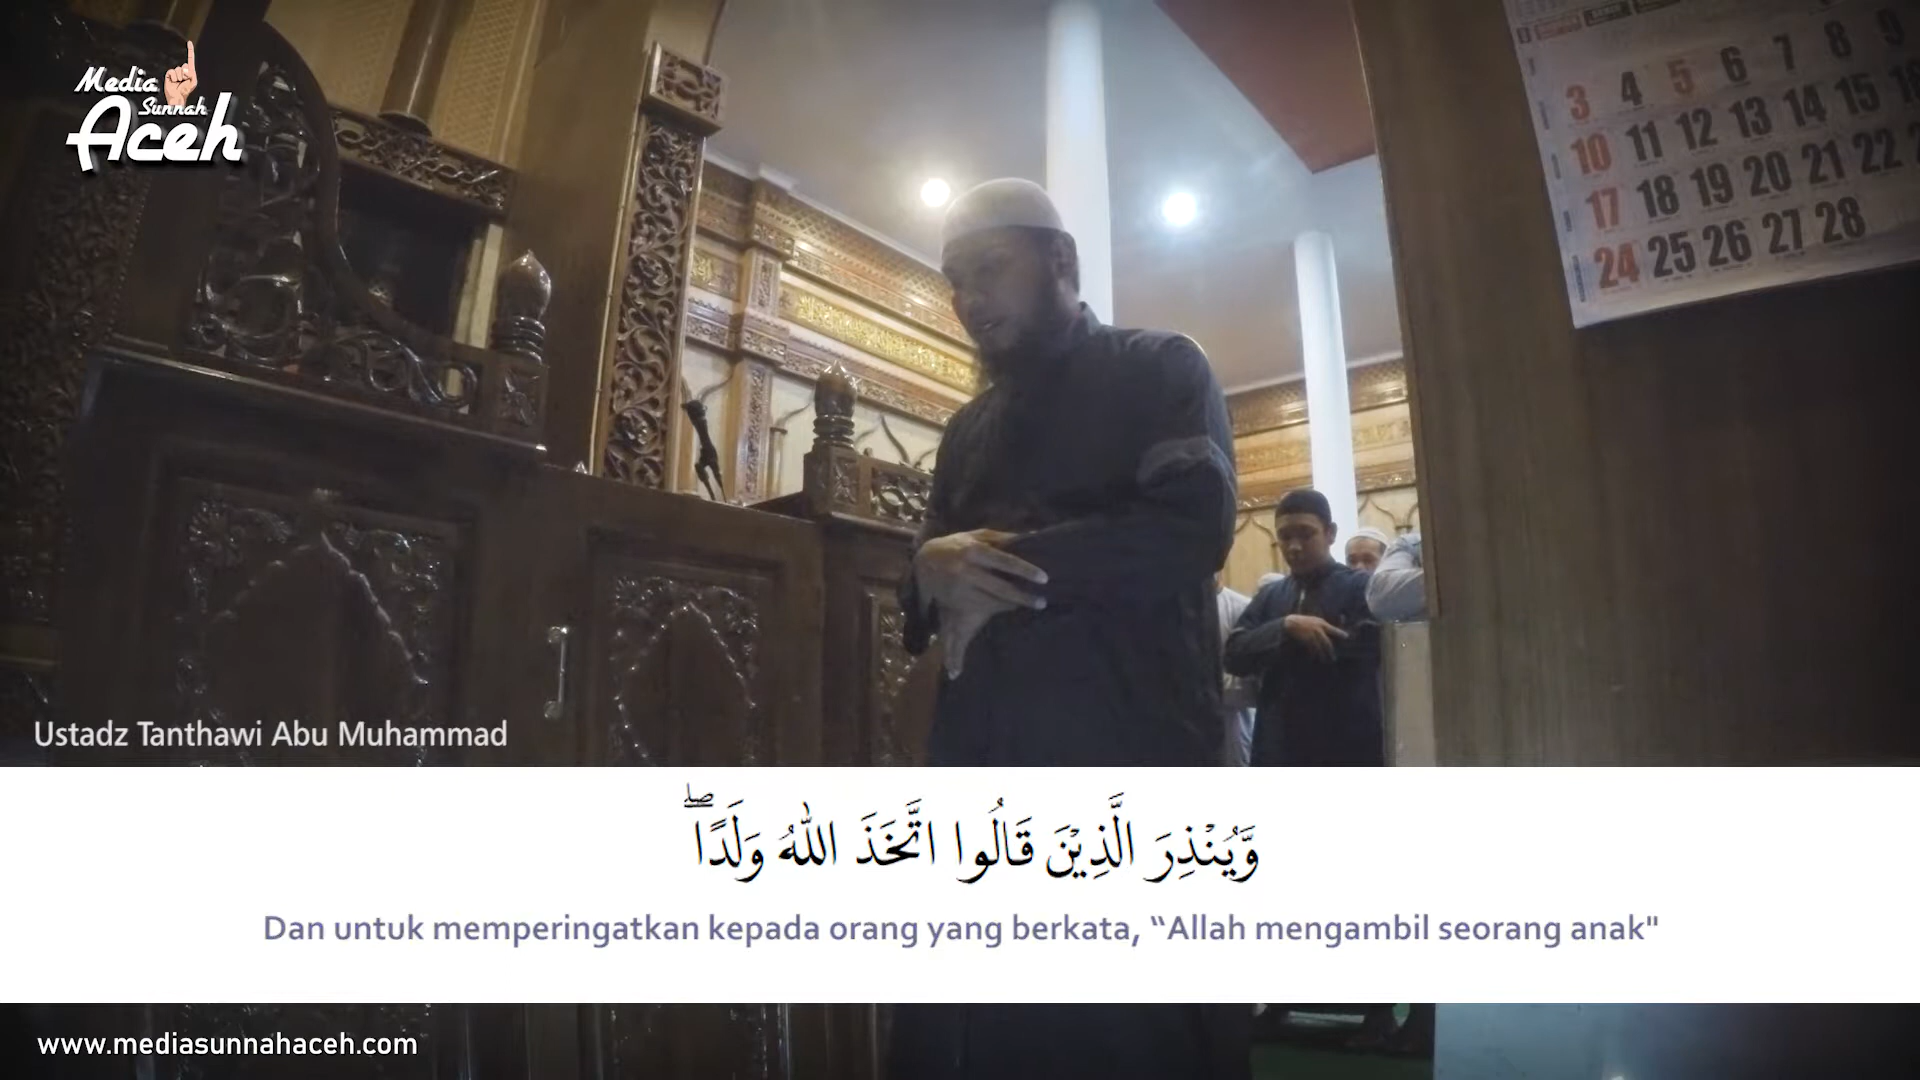 Media
Sunnah
Aceh
7 8 9
3 4 5 6
10 11 12 13 14 15 16
17 18 19 20 21 22
24 25 26 27 28
Ustadz Tanthawi Abu Muhammad
وَّيُنْذِرَ الَّذِيْنَ قَالُوا اتَّخَذَ اللّٰهُ وَلَدًاۖ
Dan untuk memperingatkan kepada orang yang berkata, “Allah mengambil seorang anak"
www.mediasunnahaceh.com